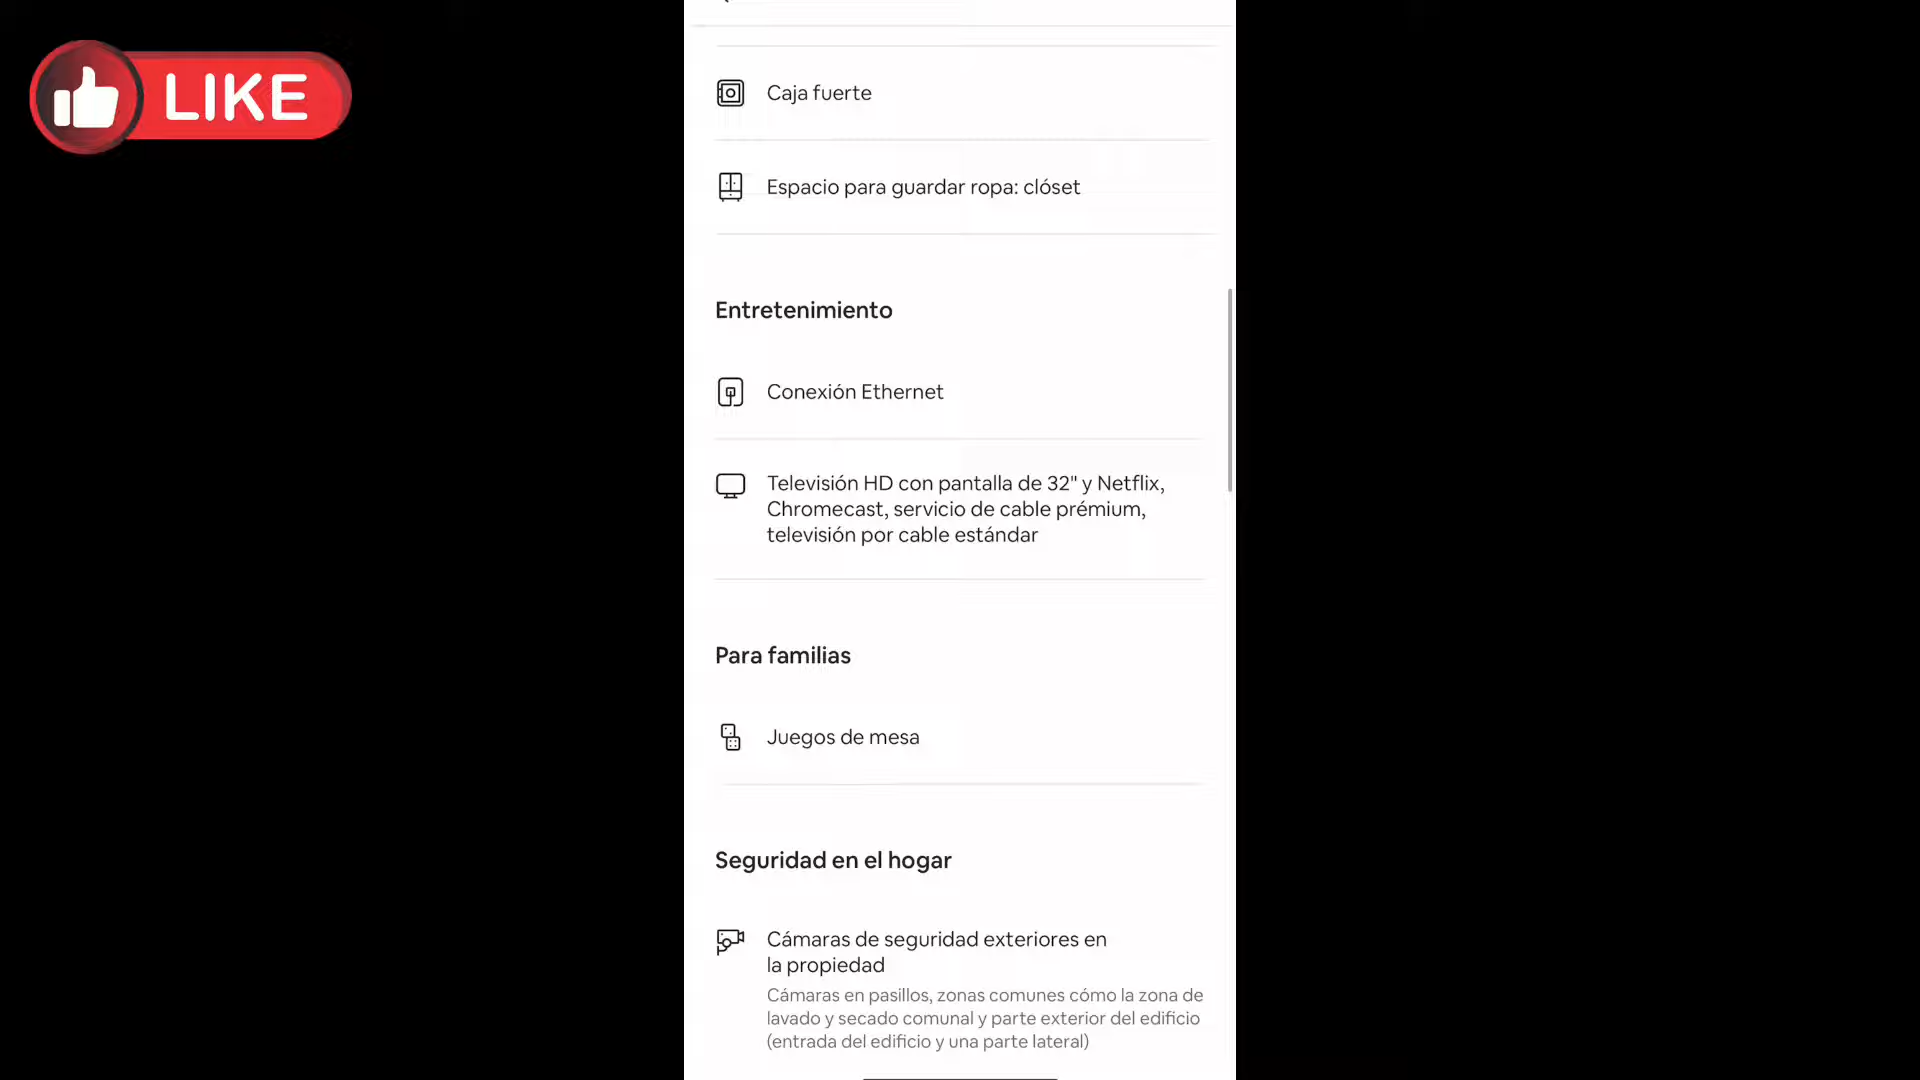 LIKE
Caja fuerte
Espacio para guardar ropa: clóset
Entretenimiento
Conexión Ethernet
Televisión HD con pantalla de 32" y Netflix,
Chromecast, servicio de cable prémium,
televisión por cable estándar
Para familias
Juegos de mesa
Seguridad en el hogar
Cámaras de seguridad exteriores en
la propiedad
Cámaras en pasillos, zonas comunes cómo la zona de
lavado y secado comunal y parte exterior del edificio
(entrada del edificio y una parte lateral)